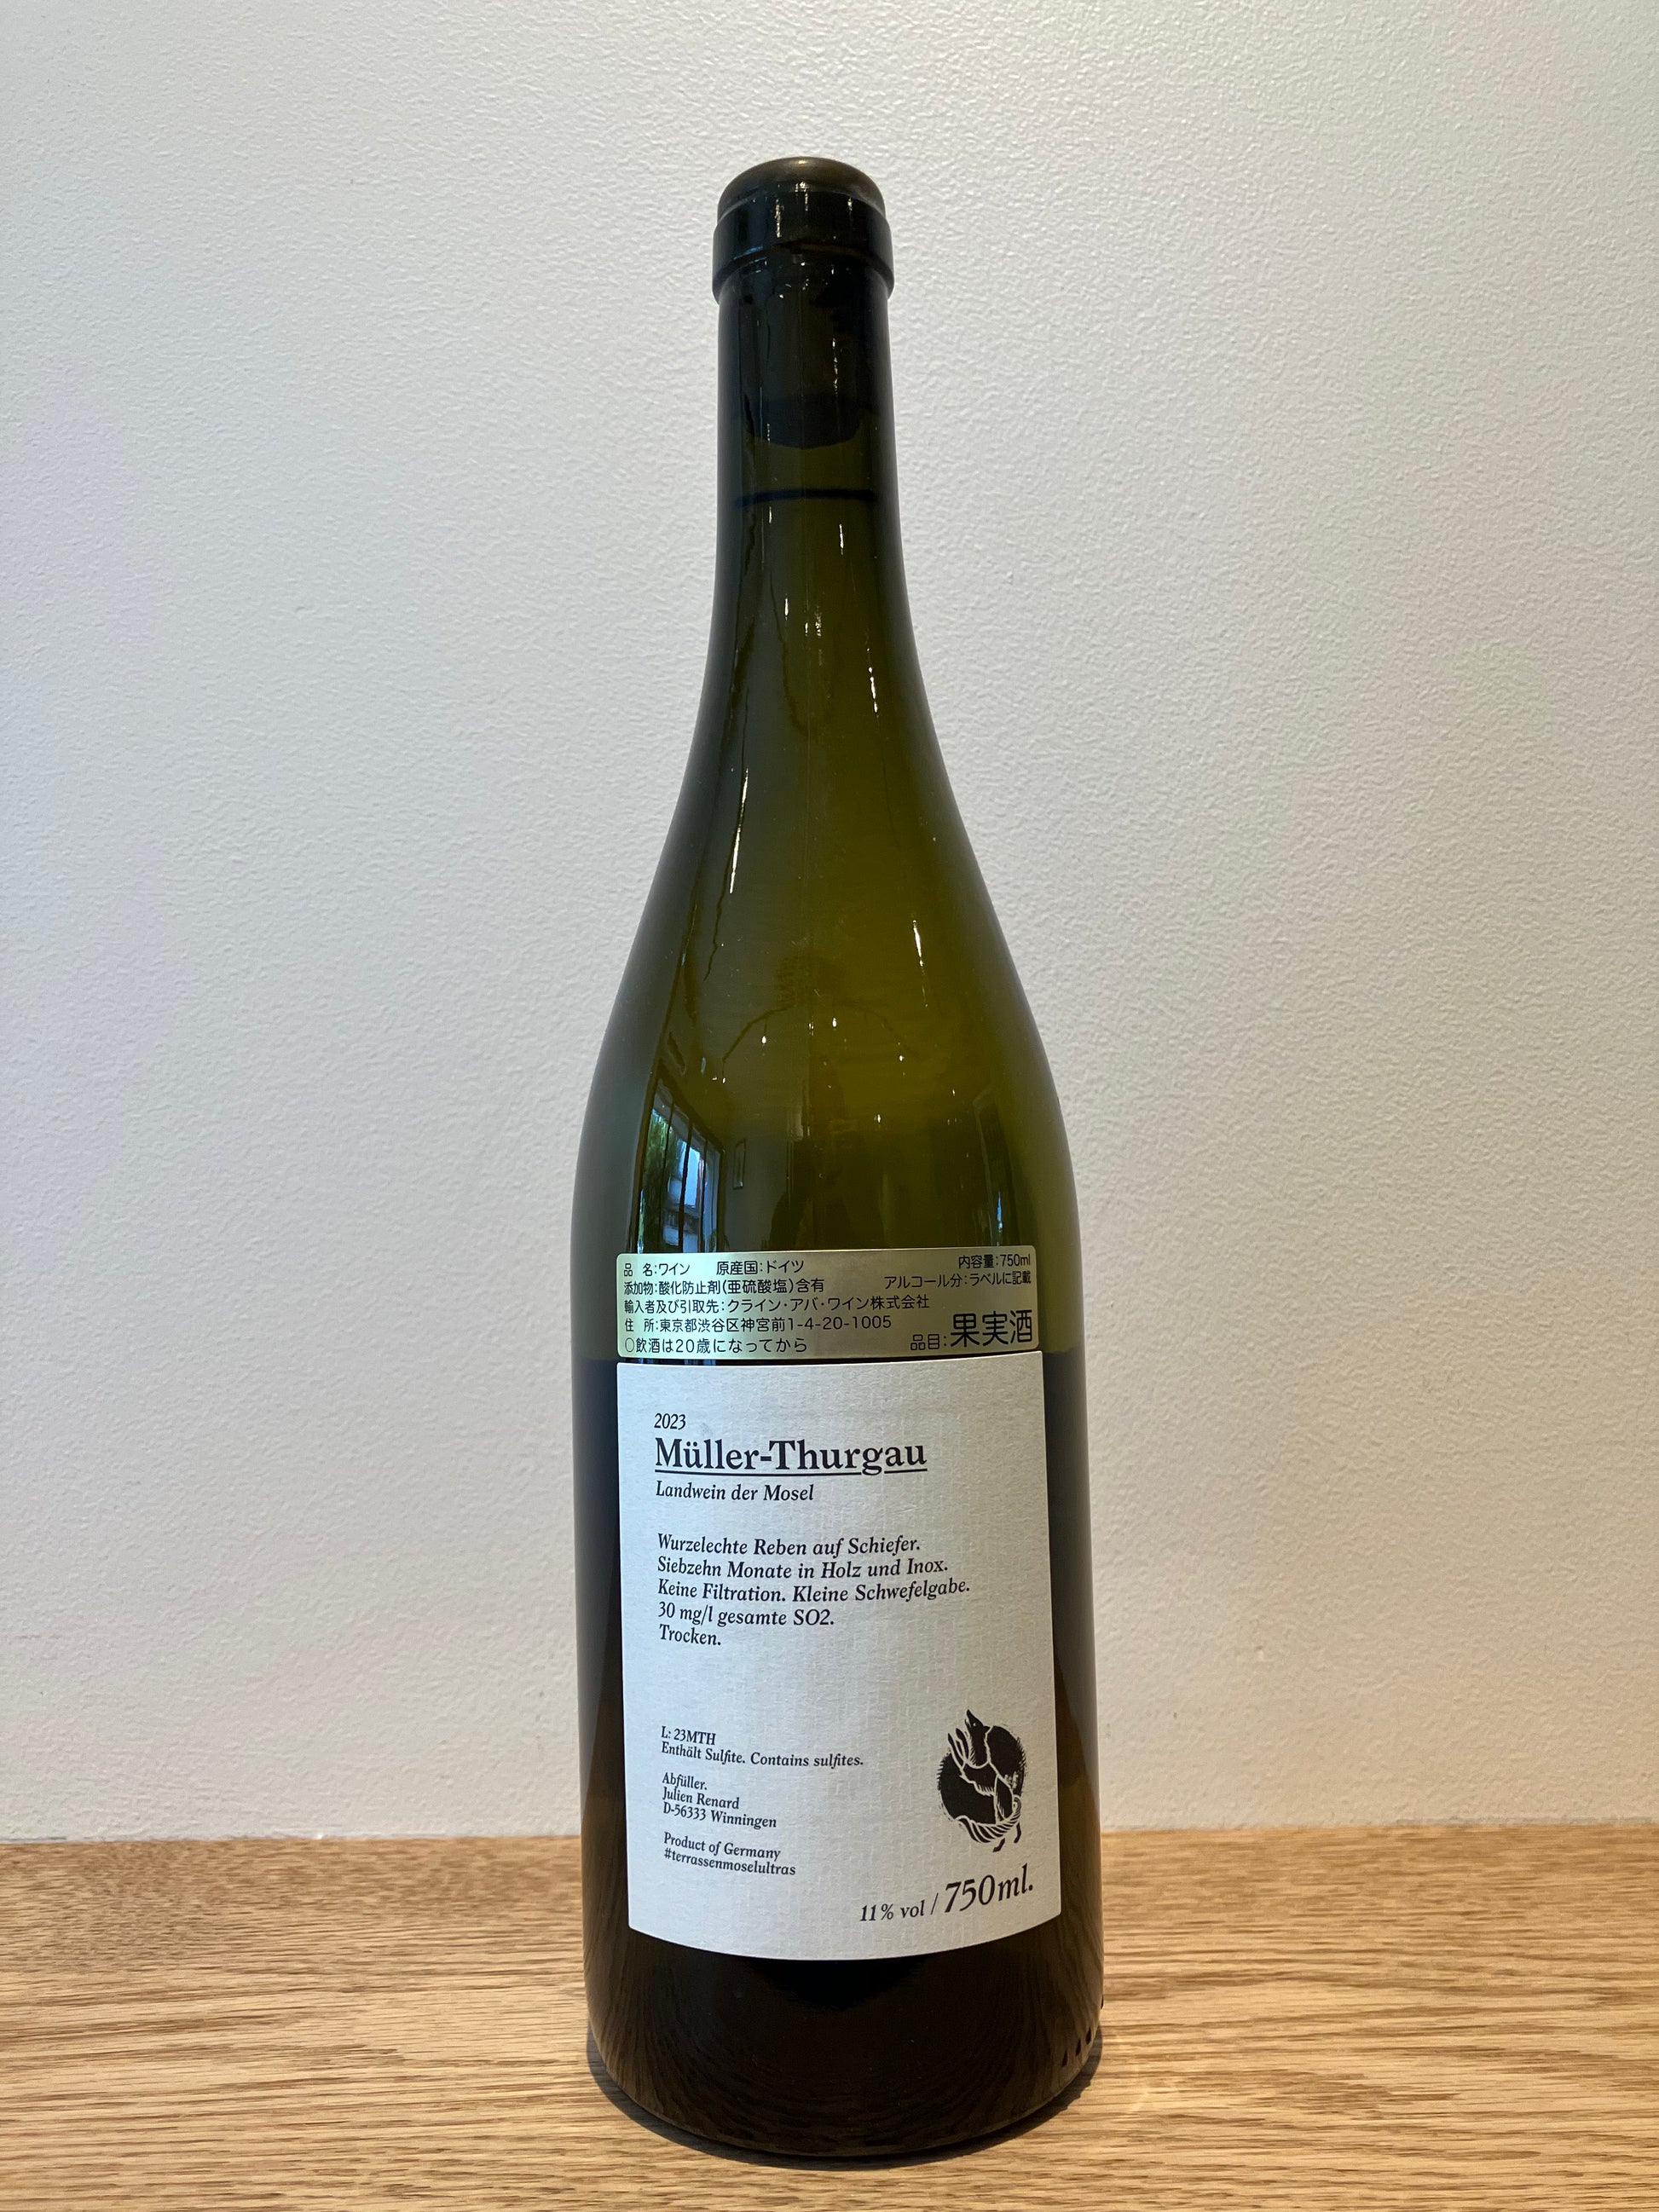 品 名:ワイン 原産国:ドイツ 内容量:750ml
添加物:酸化防止剤(亜硫酸塩)含有 アルコール分:ラベルに記載
輸入者及び引取先:クライン・アバ・ワイン株式会社
住 所:東京都渋谷区神宮前1-4-20-1005
○飲酒は20歳になってから 品目:果実酒
2023
Müller-Thurgau
Landwein der Mosel
Wurzelechte Reben auf Schiefer.
Siebzehn Monate in Holz und Inox.
Keine Filtration. Kleine Schwefelgabe.
30 mg/l gesamte SO2.
Trocken.
L: 23MTH
Enthält Sulfite. Contains sulfites.
Abfüller.
Julien Renard
D-56333 Winningen
Product of Germany
#terrassenmoselultras
11% vol / 750ml.